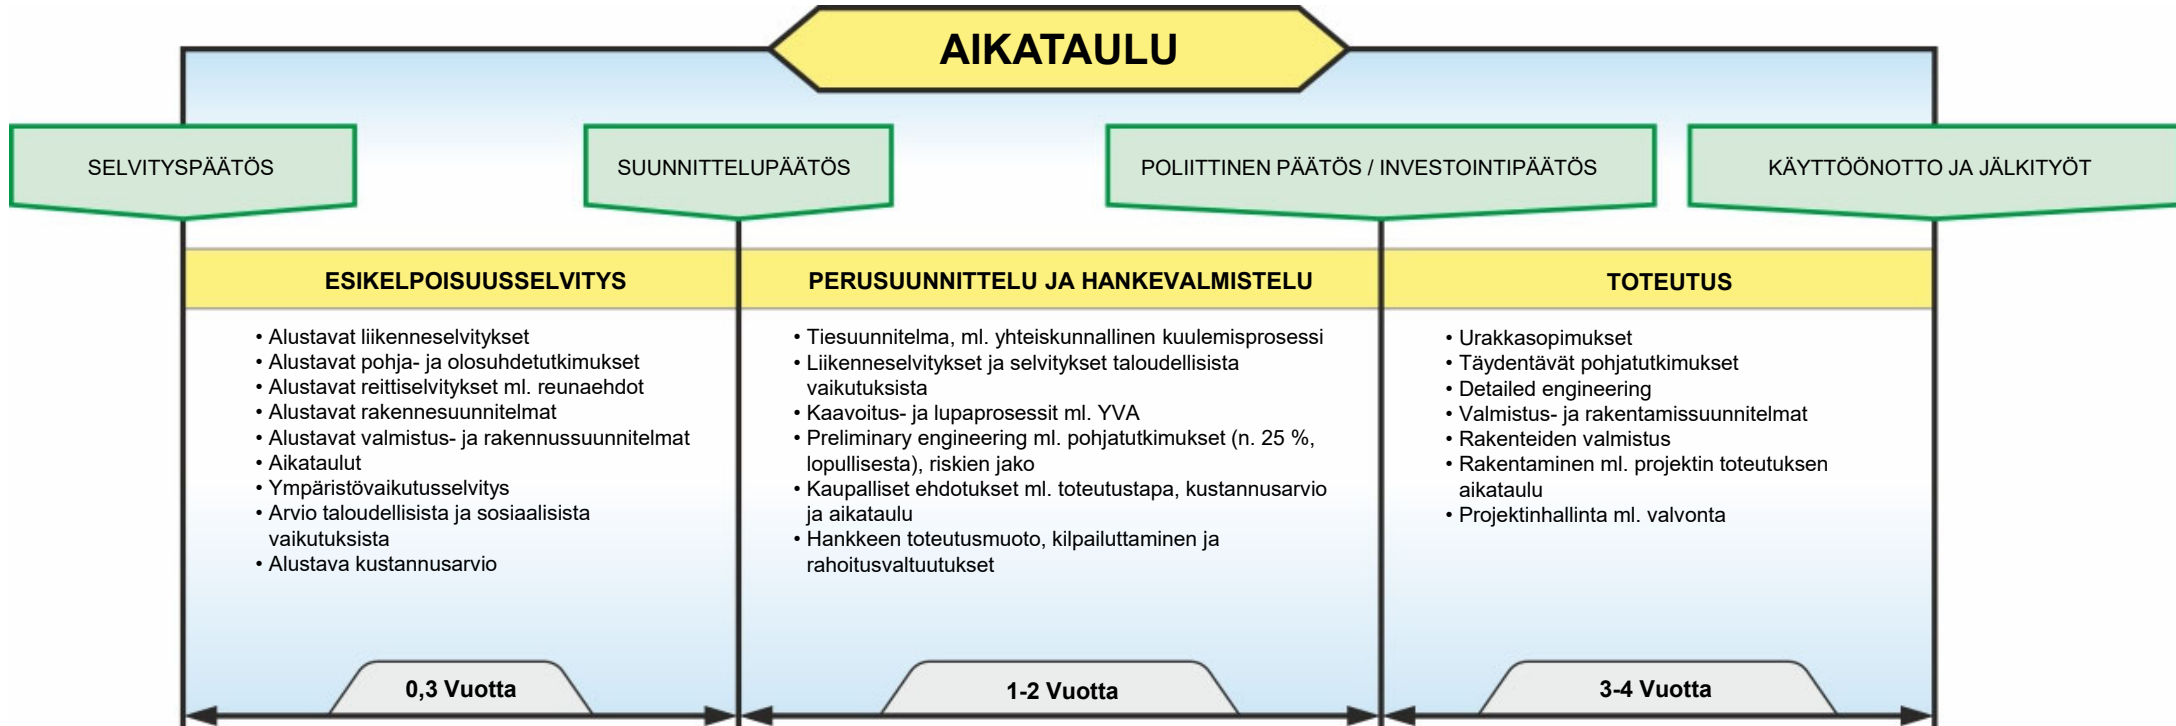 AIKATAULU
SELVITYSPÄÄTÖS
SUUNNITTELUPÄÄTÖS
POLIITTINEN PÄÄTÖS / INVESTOINTIPÄÄTÖS
KÄYTTÖÖNOTTO JA JÄLKITYÖT
ESIKELPOISUUSSELVITYS
• Alustavat liikenneselvitykset
• Alustavat pohja- ja olosuhdetutkimukset
• Alustavat reittiselvitykset ml. reunaehdot
• Alustavat rakennesuunnitelmat
• Alustavat valmistus- ja rakennussuunnitelmat
• Aikataulut
• Ympäristövaikutusselvitys
• Arvio taloudellisista ja sosiaalisista
vaikutuksista
• Alustava kustannusarvio
0,3 Vuotta
PERUSUUNNITTELU JA HANKEVALMISTELU
• Tiesuunnitelma, ml. yhteiskunnallinen kuulemisprosessi
• Liikenneselvitykset ja selvitykset taloudellisista
vaikutuksista
• Kaavoitus- ja lupaprosessit ml. YVA
• Preliminary engineering ml. pohjatutkimukset (n. 25 %,
lopullisesta), riskien jako
• Kaupalliset ehdotukset ml. toteutustapa, kustannusarvio
ja aikataulu
• Hankkeen toteutusmuoto, kilpailuttaminen ja
rahoitusvaltuutukset
1-2 Vuotta
TOTEUTUS
• Urakkasopimukset
• Täydentävät pohjatutkimukset
• Detailed engineering
• Valmistus- ja rakentamissuunnitelmat
• Rakenteiden valmistus
• Rakentaminen ml. projektin toteutuksen
aikataulu
• Projektinhallinta ml. valvonta
3-4 Vuotta